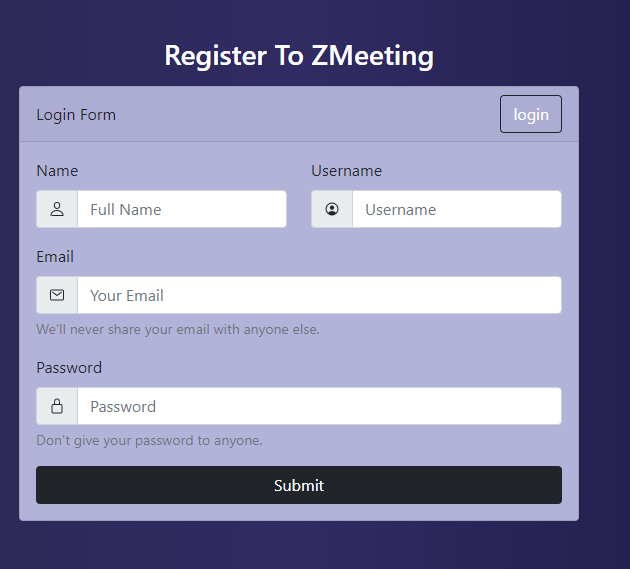 Register To ZMeeting
Login Form login
Name Username
Full Name Username
Email
Your Email
We'll never share your email with anyone else.
Password
Password
Don't give your password to anyone.
Submit